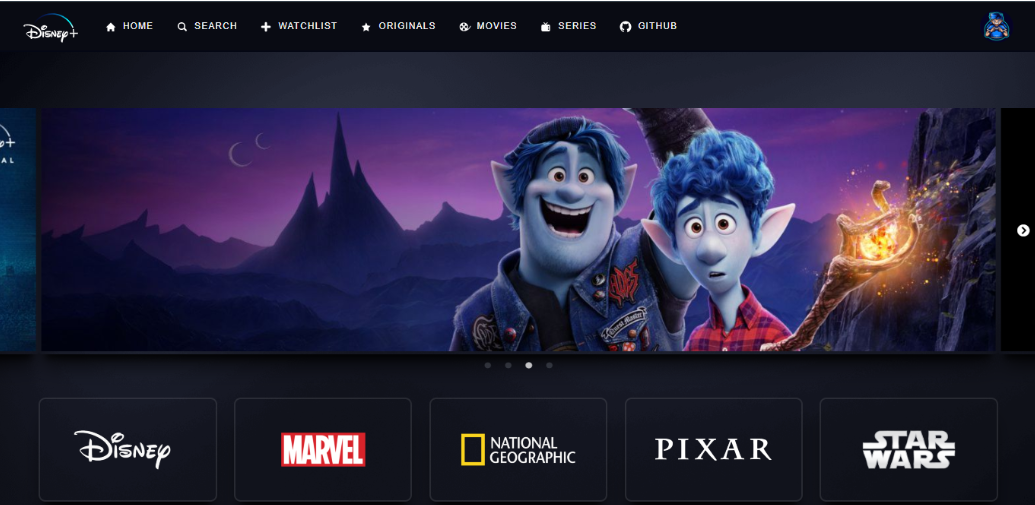 Disney+
HOME
SEARCH
WATCHLIST
ORIGINALS
MOVIES
SERIES
GITHUB
Disney
MARVEL
NATIONAL
GEOGRAPHIC
PIXAR
STAR
WARS